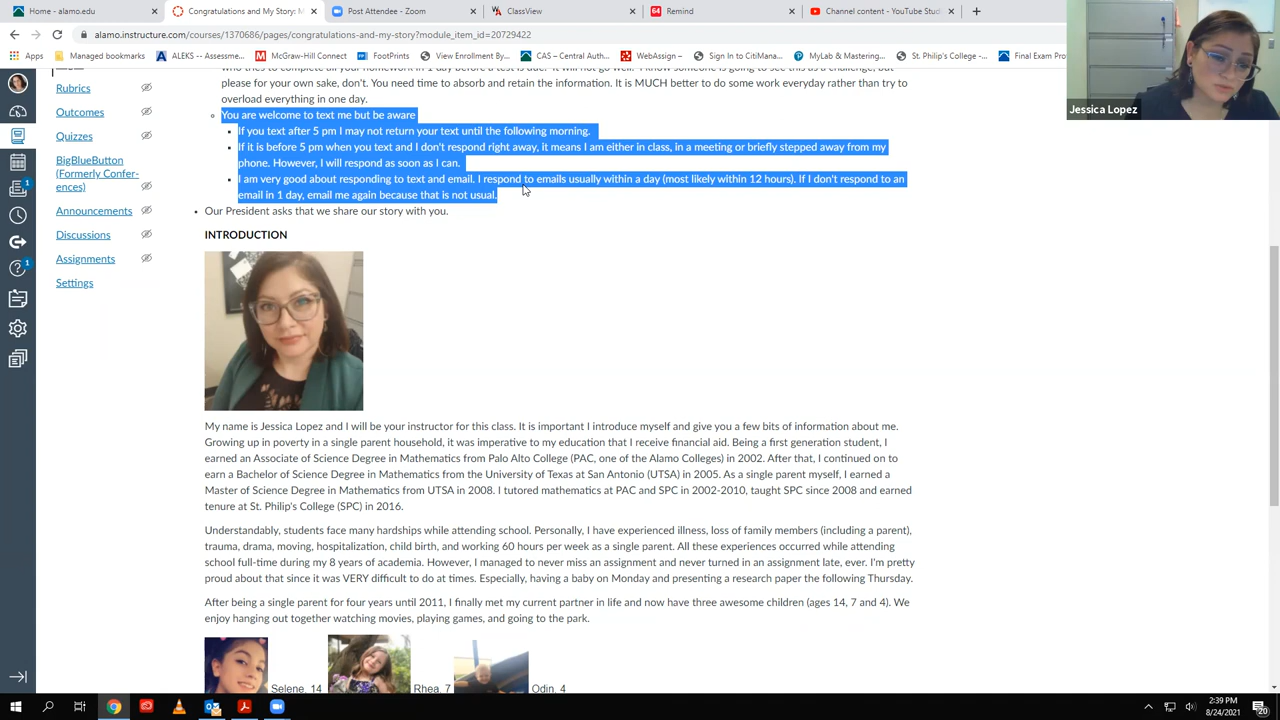 Home - alamo.edu
Congratulations and My Story: M
Post Attendee - Zoom
ClassView
Remind
Channel content - YouTube Stud
alamo.instructure.com/courses/1370686/pages/congratulations-and-my-story?module_item_id=20729422
Apps
Managed bookmarks
ALEKS -- Assessme...
McGraw-Hill Connect
FootPrints
View Enrollment By...
CAS – Central Auth...
WebAssign –
Sign In to CitiMana...
MyLab & Mastering...
St. Philip's College -...
Final Exam Pro
Jessica Lopez
Rubrics
Outcomes
Quizzes
BigBlueButton
(Formerly Confer-
ences)
Announcements
Discussions
Assignments
Settings
please for your own sake, don't. You need time to absorb and retain the information. It is MUCH better to do some work everyday rather than try to
overload everything in one day.
You are welcome to text me but be aware
If you text after 5 pm I may not return your text until the following morning.
If it is before 5 pm when you text and I don't respond right away, it means I am either in class, in a meeting or briefly stepped away from my
phone. However, I will respond as soon as I can.
I am very good about responding to text and email. I respond to emails usually within a day (most likely within 12 hours). If I don't respond to an
email in 1 day, email me again because that is not usual.
Our President asks that we share our story with you.
INTRODUCTION
My name is Jessica Lopez and I will be your instructor for this class. It is important I introduce myself and give you a few bits of information about me.
Growing up in poverty in a single parent household, it was imperative to my education that I receive financial aid. Being a first generation student, I
earned an Associate of Science Degree in Mathematics from Palo Alto College (PAC, one of the Alamo Colleges) in 2002. After that, I continued on to
earn a Bachelor of Science Degree in Mathematics from the University of Texas at San Antonio (UTSA) in 2005. As a single parent myself, I earned a
Master of Science Degree in Mathematics from UTSA in 2008. I tutored mathematics at PAC and SPC in 2002-2010, taught SPC since 2008 and earned
tenure at St. Philip's College (SPC) in 2016.
Understandably, students face many hardships while attending school. Personally, I have experienced illness, loss of family members (including a parent),
trauma, drama, moving, hospitalization, child birth, and working 60 hours per week as a single parent. All these experiences occurred while attending
school full-time during my 8 years of academia. However, I managed to never miss an assignment and never turned in an assignment late, ever. I'm pretty
proud about that since it was VERY difficult to do at times. Especially, having a baby on Monday and presenting a research paper the following Thursday.
After being a single parent for four years until 2011, I finally met my current partner in life and now have three awesome children (ages 14, 7 and 4). We
enjoy hanging out together watching movies, playing games, and going to the park.
Selene, 14
Rhea, 7
Odin, 4
2:39 PM
8/24/2021